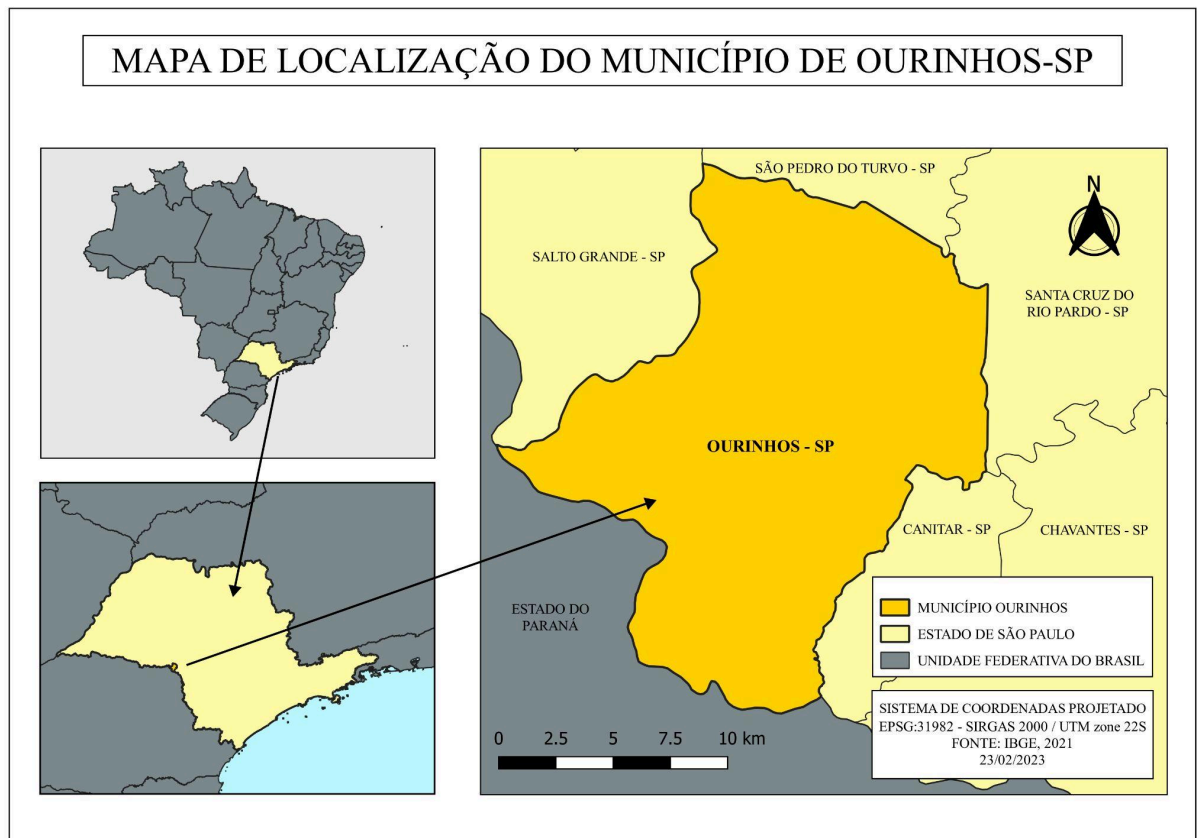 MAPA DE LOCALIZAÇÃO DO MUNICÍPIO DE OURINHOS-SP
SÃO PEDRO DO TURVO - SP
N
SALTO GRANDE - SP
SANTA CRUZ DO
RIO PARDO - SP
OURINHOS - SP
CANITAR - SP
CHAVANTES - SP
ESTADO DO
PARANÁ
MUNICÍPIO OURINHOS
ESTADO DE SÃO PAULO
UNIDADE FEDERATIVA DO BRASIL
0 2.5 5 7.5 10 km
SISTEMA DE COORDENADAS PROJETADO
EPSG:31982 - SIRGAS 2000 / UTM zone 22S
FONTE: IBGE, 2021
23/02/2023